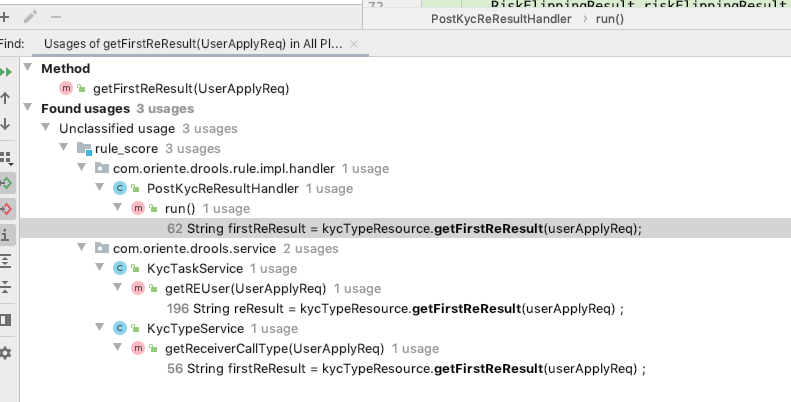 72
RiskFlippingResult riskFlippingResult
PostKycReResultHandler › run()
Find: Usages of getFirstReResult(UserApplyReq) in All Pl... ×
Method
m getFirstReResult(UserApplyReq)
Found usages 3 usages
Unclassified usage 3 usages
rule_score 3 usages
com.oriente.drools.rule.impl.handler 1 usage
C PostKycReResultHandler 1 usage
m run() 1 usage
62 String firstReResult = kycTypeResource.getFirstReResult(userApplyReq);
com.oriente.drools.service 2 usages
C KycTaskService 1 usage
m getREUser(UserApplyReq) 1 usage
196 String reResult = kycTypeResource.getFirstReResult(userApplyReq) ;
C KycTypeService 1 usage
m getReceiverCallType(UserApplyReq) 1 usage
56 String firstReResult = kycTypeResource.getFirstReResult(userApplyReq) ;